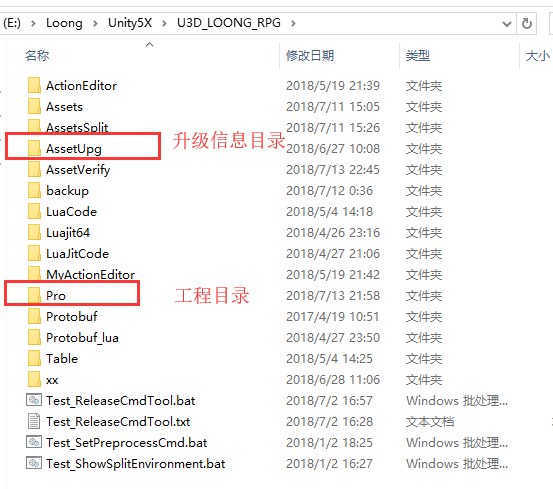 (E:) > Loong > Unity5X > U3D_LOONG_RPG >
名称 修改日期 类型 大小
ActionEditor 2018/5/19 21:39 文件夹
Assets 2018/7/11 15:05 文件夹
AssetsSplit 2018/7/11 15:26 文件夹
AssetUpg 升级信息目录 2018/6/27 10:08 文件夹
AssetVerify 2018/7/13 22:45 文件夹
backup 2018/7/12 0:36 文件夹
LuaCode 2018/5/4 14:18 文件夹
Luajit64 2018/4/26 23:16 文件夹
LuaJitCode 2018/4/27 21:06 文件夹
MyActionEditor 2018/5/19 21:42 文件夹
Pro 工程目录 2018/7/13 21:58 文件夹
Protobuf 2017/4/19 10:51 文件夹
Protobuf_lua 2018/4/27 23:50 文件夹
Table 2018/5/4 14:25 文件夹
xx 2018/6/28 11:06 文件夹
Test_ReleaseCmdTool.bat 2018/7/2 16:57 Windows 批处理...
Test_ReleaseCmdTool.txt 2018/7/2 16:28 文本文档
Test_SetPreprocessCmd.bat 2018/1/2 18:25 Windows 批处理...
Test_ShowSplitEnvironment.bat 2018/1/2 16:27 Windows 批处理...